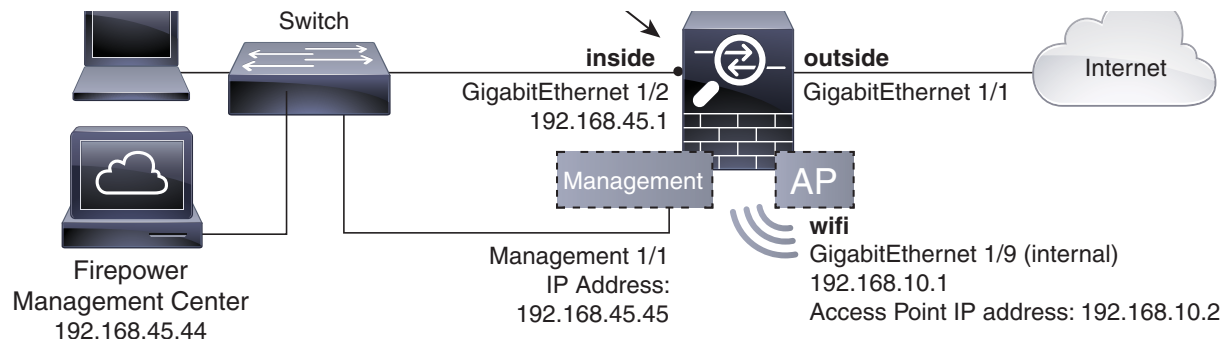 Switch
inside
GigabitEthernet 1/2
192.168.45.1
outside
GigabitEthernet 1/1
Internet
Management
AP
wifi
GigabitEthernet 1/9 (internal)
192.168.10.1
Access Point IP address: 192.168.10.2
Management 1/1
IP Address:
192.168.45.45
Firepower
Management Center
192.168.45.44